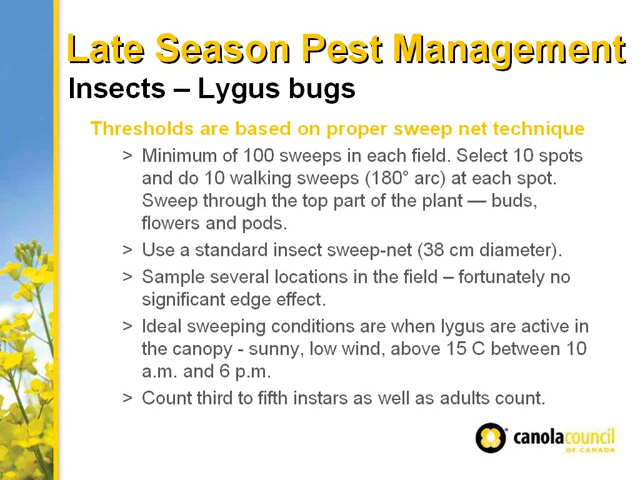 Late Season Pest Management
Insects – Lygus bugs
Thresholds are based on proper sweep net technique
> Minimum of 100 sweeps in each field. Select 10 spots
and do 10 walking sweeps (180° arc) at each spot.
Sweep through the top part of the plant — buds,
flowers and pods.
> Use a standard insect sweep-net (38 cm diameter).
> Sample several locations in the field – fortunately no
significant edge effect.
> Ideal sweeping conditions are when lygus are active in
the canopy - sunny, low wind, above 15 C between 10
a.m. and 6 p.m.
> Count third to fifth instars as well as adults count.
canolacouncil
OF CANADA